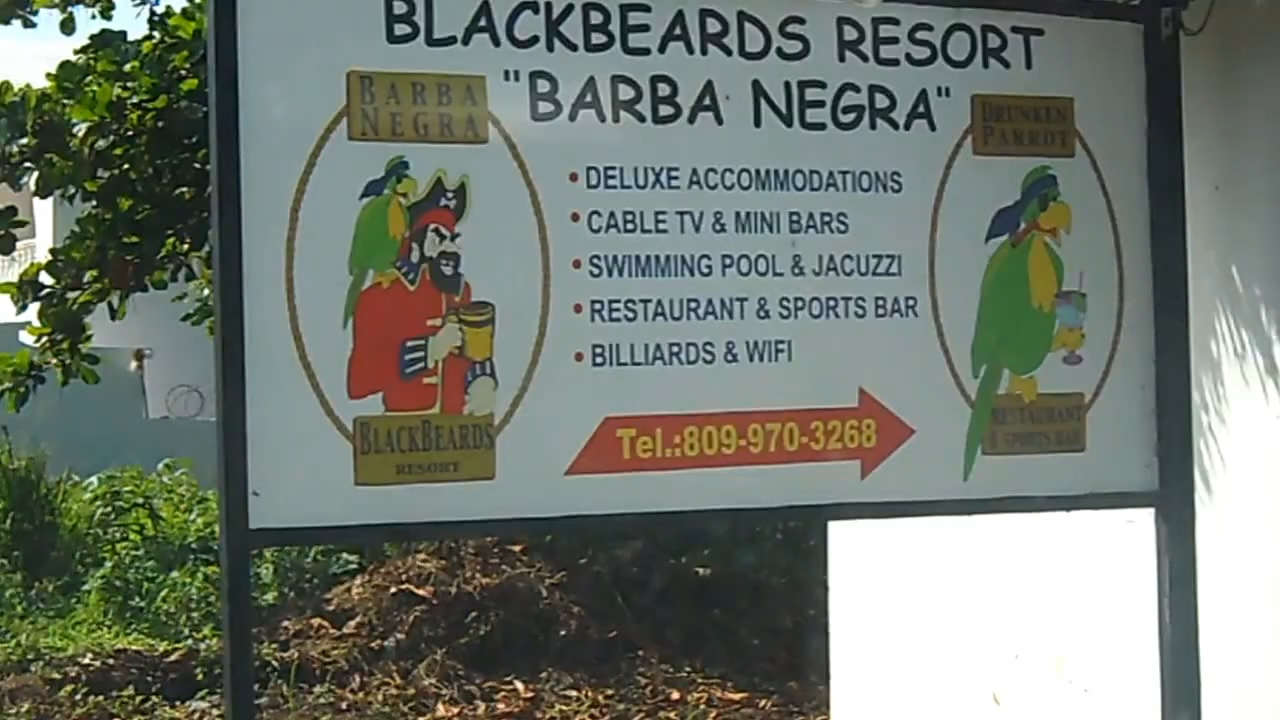 BLACKBEARDS RESORT
"BARBA NEGRA"
BARBA
NEGRA
BLACKBEARDS
RESORT
• DELUXE ACCOMMODATIONS
• CABLE TV & MINI BARS
• SWIMMING POOL & JACUZZI
• RESTAURANT & SPORTS BAR
• BILLIARDS & WIFI
Tel.:809-970-3268
DRUNKEN
PARROT
RESTAURANT
& SPORTS BAR